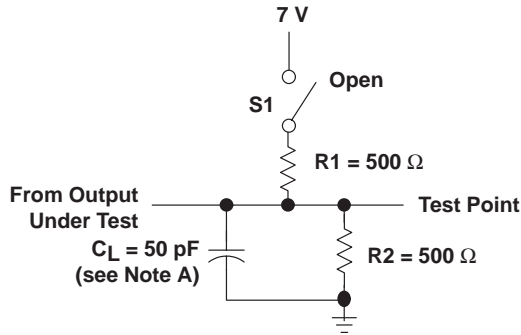 7 V
Open
S1
R1 = 500 Ω
From Output
Under Test
Test Point
CL = 50 pF
(see Note A)
R2 = 500 Ω